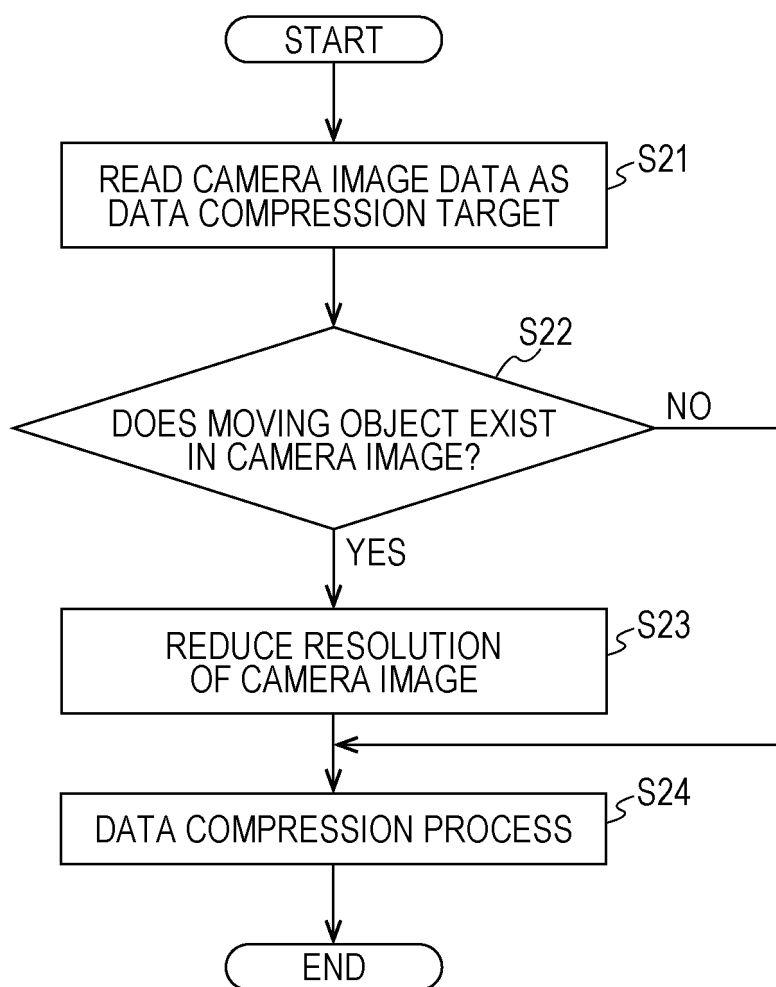 START
READ CAMERA IMAGE DATA AS
DATA COMPRESSION TARGET
S21
S22
DOES MOVING OBJECT EXIST
IN CAMERA IMAGE?
NO
YES
REDUCE RESOLUTION
OF CAMERA IMAGE
S23
DATA COMPRESSION PROCESS
S24
END